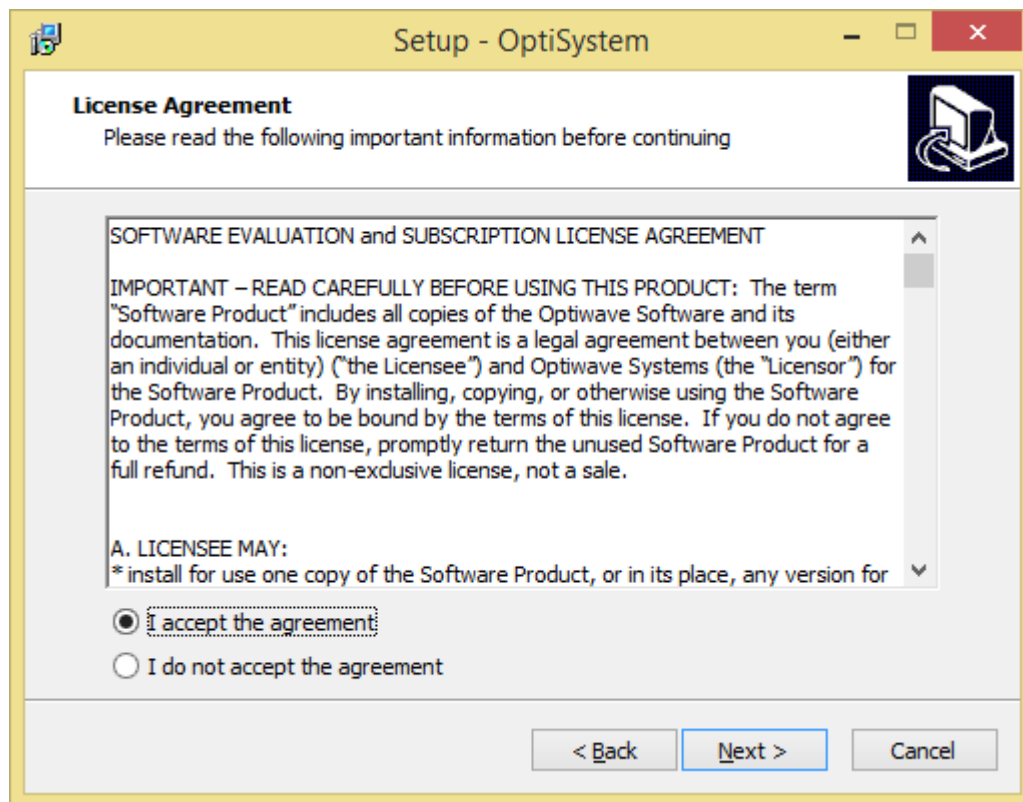 Setup - OptiSystem
License Agreement
Please read the following important information before continuing
SOFTWARE EVALUATION and SUBSCRIPTION LICENSE AGREEMENT
IMPORTANT – READ CAREFULLY BEFORE USING THIS PRODUCT:  The term
“Software Product” includes all copies of the Optiwave Software and its
documentation.  This license agreement is a legal agreement between you (either
an individual or entity) (“the Licensee”) and Optiwave Systems (the “Licensor”) for
the Software Product.  By installing, copying, or otherwise using the Software
Product, you agree to be bound by the terms of this license.  If you do not agree
to the terms of this license, promptly return the unused Software Product for a
full refund.  This is a non-exclusive license, not a sale.
A. LICENSEE MAY:
* install for use one copy of the Software Product, or in its place, any version for
I accept the agreement
I do not accept the agreement
< Back Next > Cancel